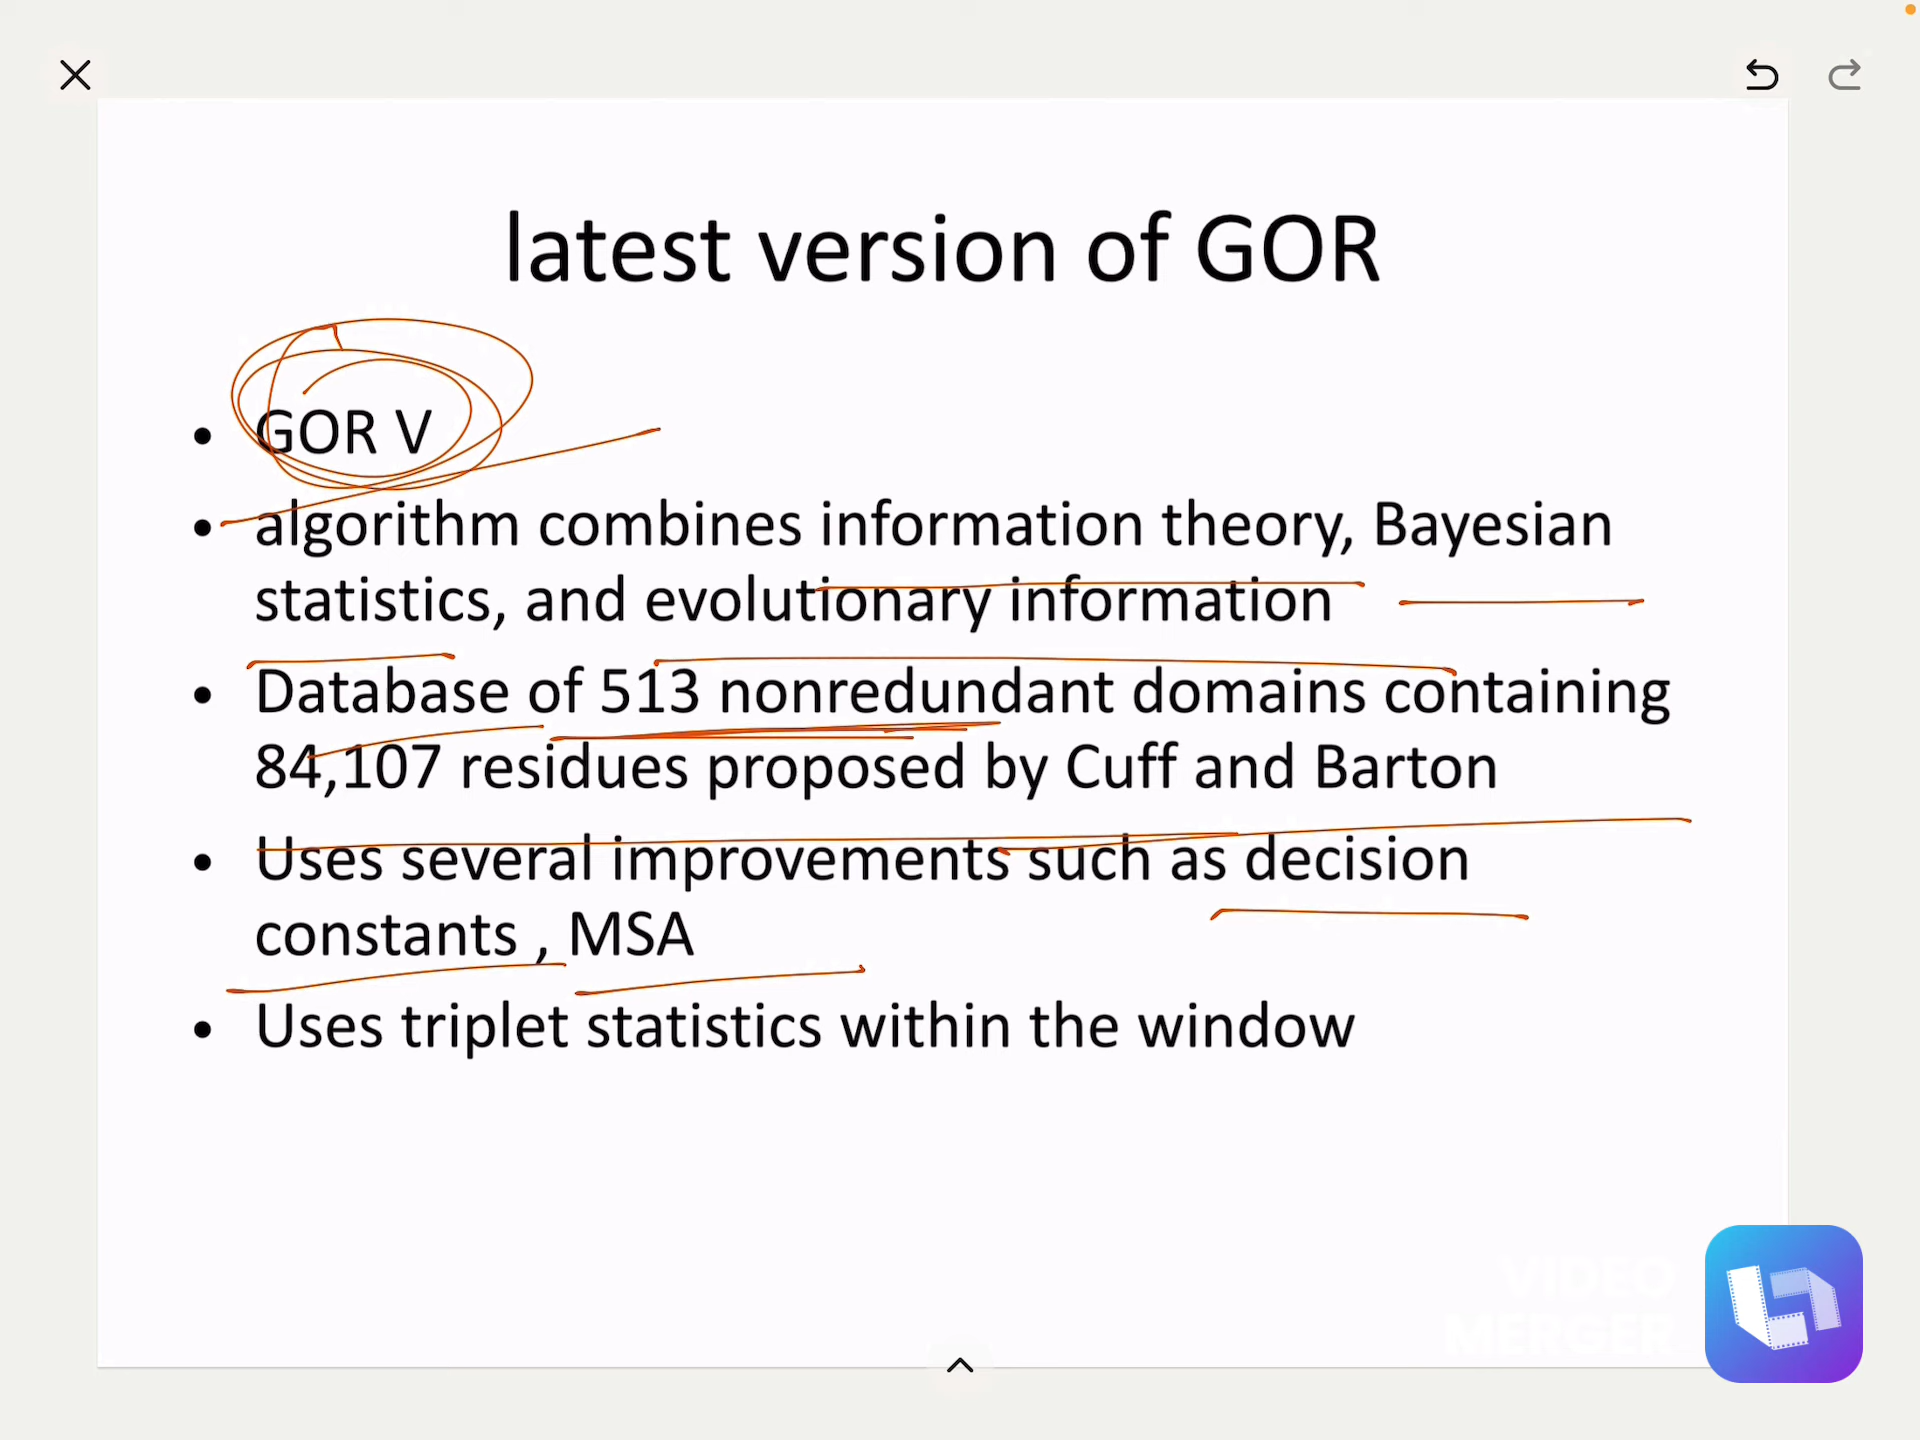 latest version of GOR
• GOR V
• algorithm combines information theory, Bayesian
statistics, and evolutionary information
• Database of 513 nonredundant domains containing
84,107 residues proposed by Cuff and Barton
• Uses several improvements such as decision
constants , MSA
• Uses triplet statistics within the window
VIDEO
MERGER